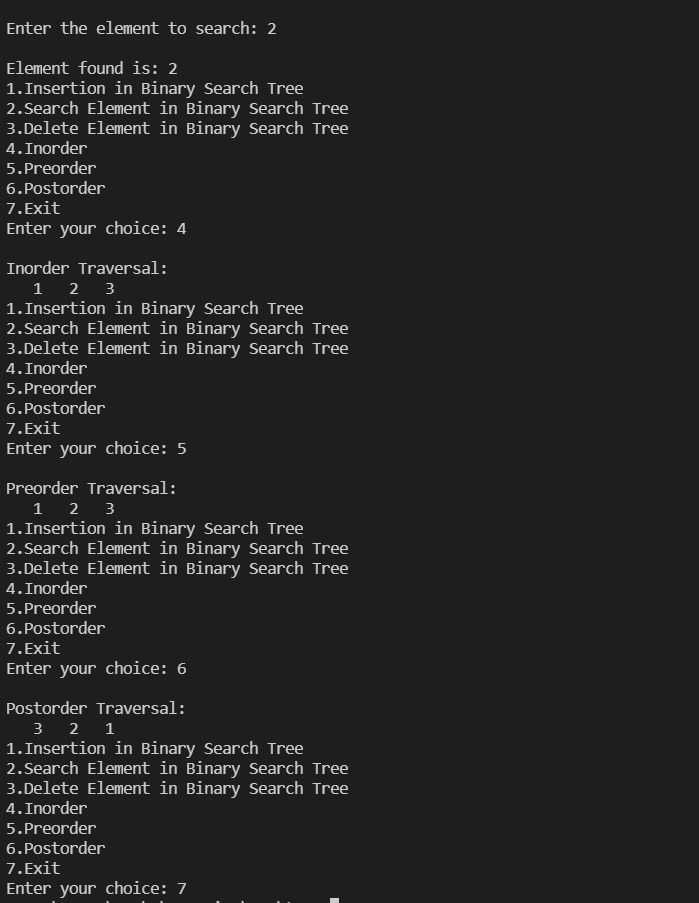 Enter the element to search: 2
Element found is: 2
1.Insertion in Binary Search Tree
2.Search Element in Binary Search Tree
3.Delete Element in Binary Search Tree
4.Inorder
5.Preorder
6.Postorder
7.Exit
Enter your choice: 4
Inorder Traversal:
1 2 3
1.Insertion in Binary Search Tree
2.Search Element in Binary Search Tree
3.Delete Element in Binary Search Tree
4.Inorder
5.Preorder
6.Postorder
7.Exit
Enter your choice: 5
Preorder Traversal:
1 2 3
1.Insertion in Binary Search Tree
2.Search Element in Binary Search Tree
3.Delete Element in Binary Search Tree
4.Inorder
5.Preorder
6.Postorder
7.Exit
Enter your choice: 6
Postorder Traversal:
3 2 1
1.Insertion in Binary Search Tree
2.Search Element in Binary Search Tree
3.Delete Element in Binary Search Tree
4.Inorder
5.Preorder
6.Postorder
7.Exit
Enter your choice: 7